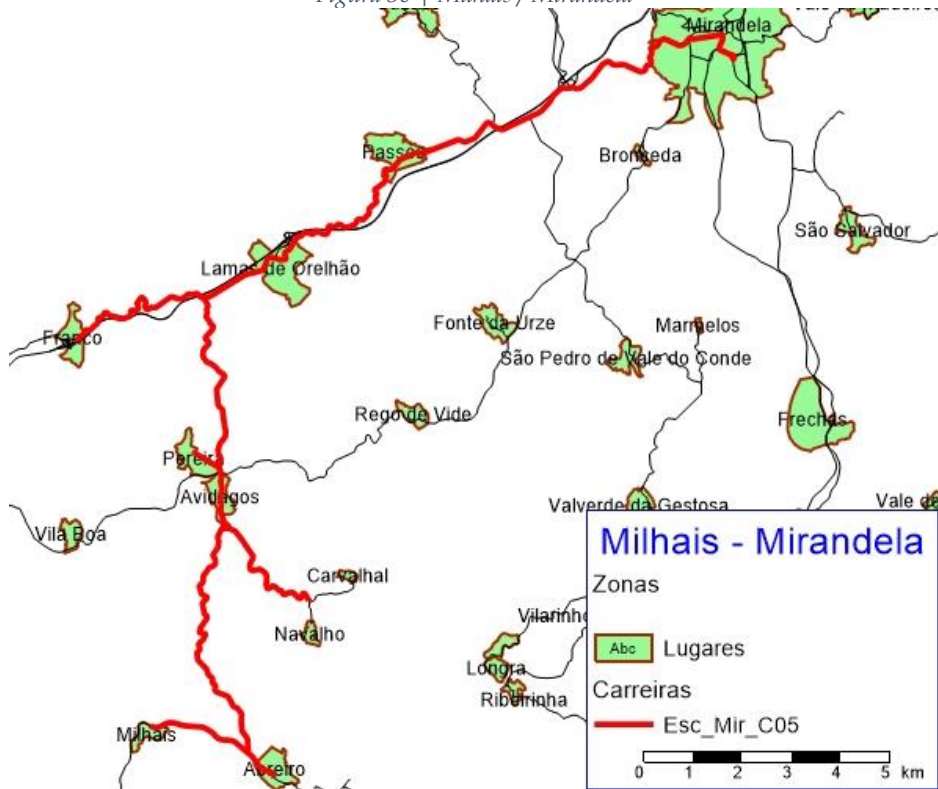 Mirandela
Passos
Bronceda
São Salvador
Lamas de Orelhão
Franco
Fonte da Urze
Marmelos
São Pedro de Vale do Conde
Rego de Vide
Frechas
Pereira
Avidagos
Valverde da Gestosa
Vale da
Vila Boa
Carvalhal
Navalho
Vilarinho
Longra
Ribeirinha
Milhais
Abreiro
Milhais - Mirandela
Zonas
Abc Lugares
Carreiras
Esc_Mir_C05
0 1 2 3 4 5 km